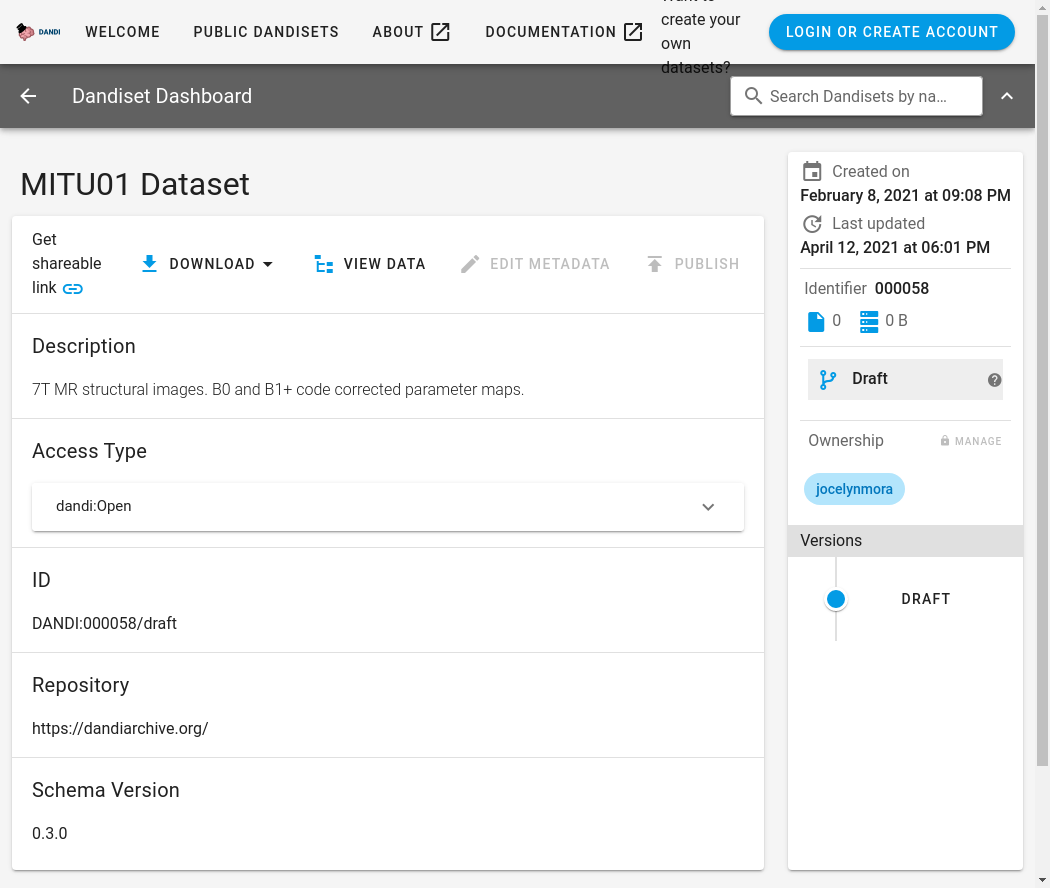 DANDI
WELCOME
PUBLIC DANDISETS
ABOUT
DOCUMENTATION
create your
own
datasets?
LOGIN OR CREATE ACCOUNT
Dandiset Dashboard
Search Dandisets by na…
MITU01 Dataset
Get
shareable
link
DOWNLOAD
VIEW DATA
EDIT METADATA
PUBLISH
Description
7T MR structural images. B0 and B1+ code corrected parameter maps.
Access Type
dandi:Open
ID
DANDI:000058/draft
Repository
https://dandiarchive.org/
Schema Version
0.3.0
Created on
February 8, 2021 at 09:08 PM
Last updated
April 12, 2021 at 06:01 PM
Identifier 000058
0
0 B
Draft
Ownership
MANAGE
jocelynmora
Versions
DRAFT